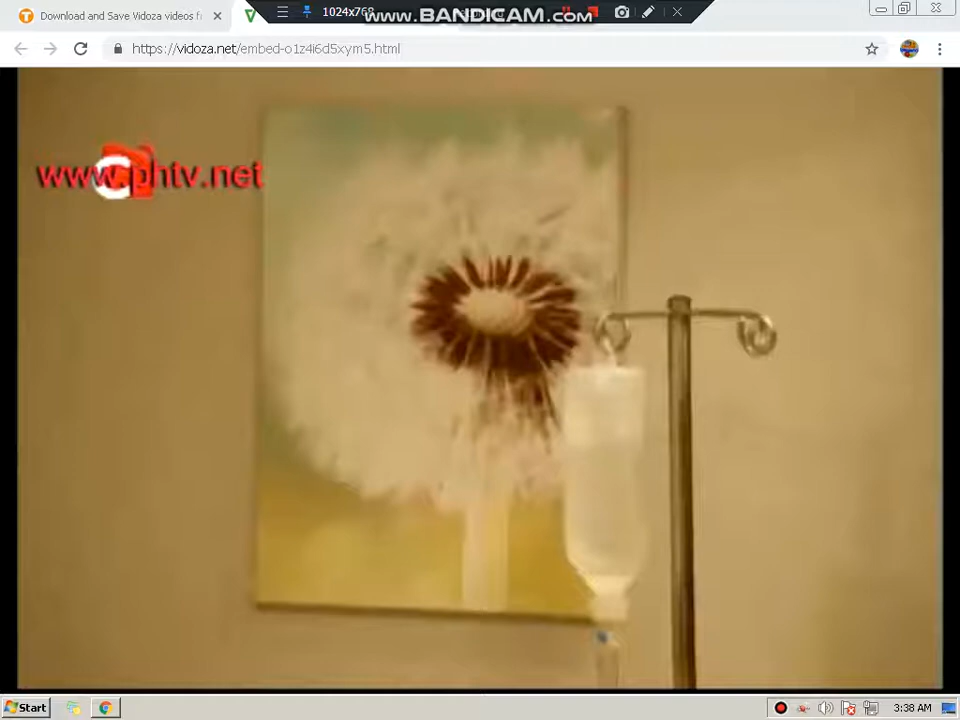 Download and Save Vidoza videos f
1024x768
www.BANDICAM.com
https://vidoza.net/embed-o1z4i6d5xym5.html
www.phtv.net
Start
3:38 AM